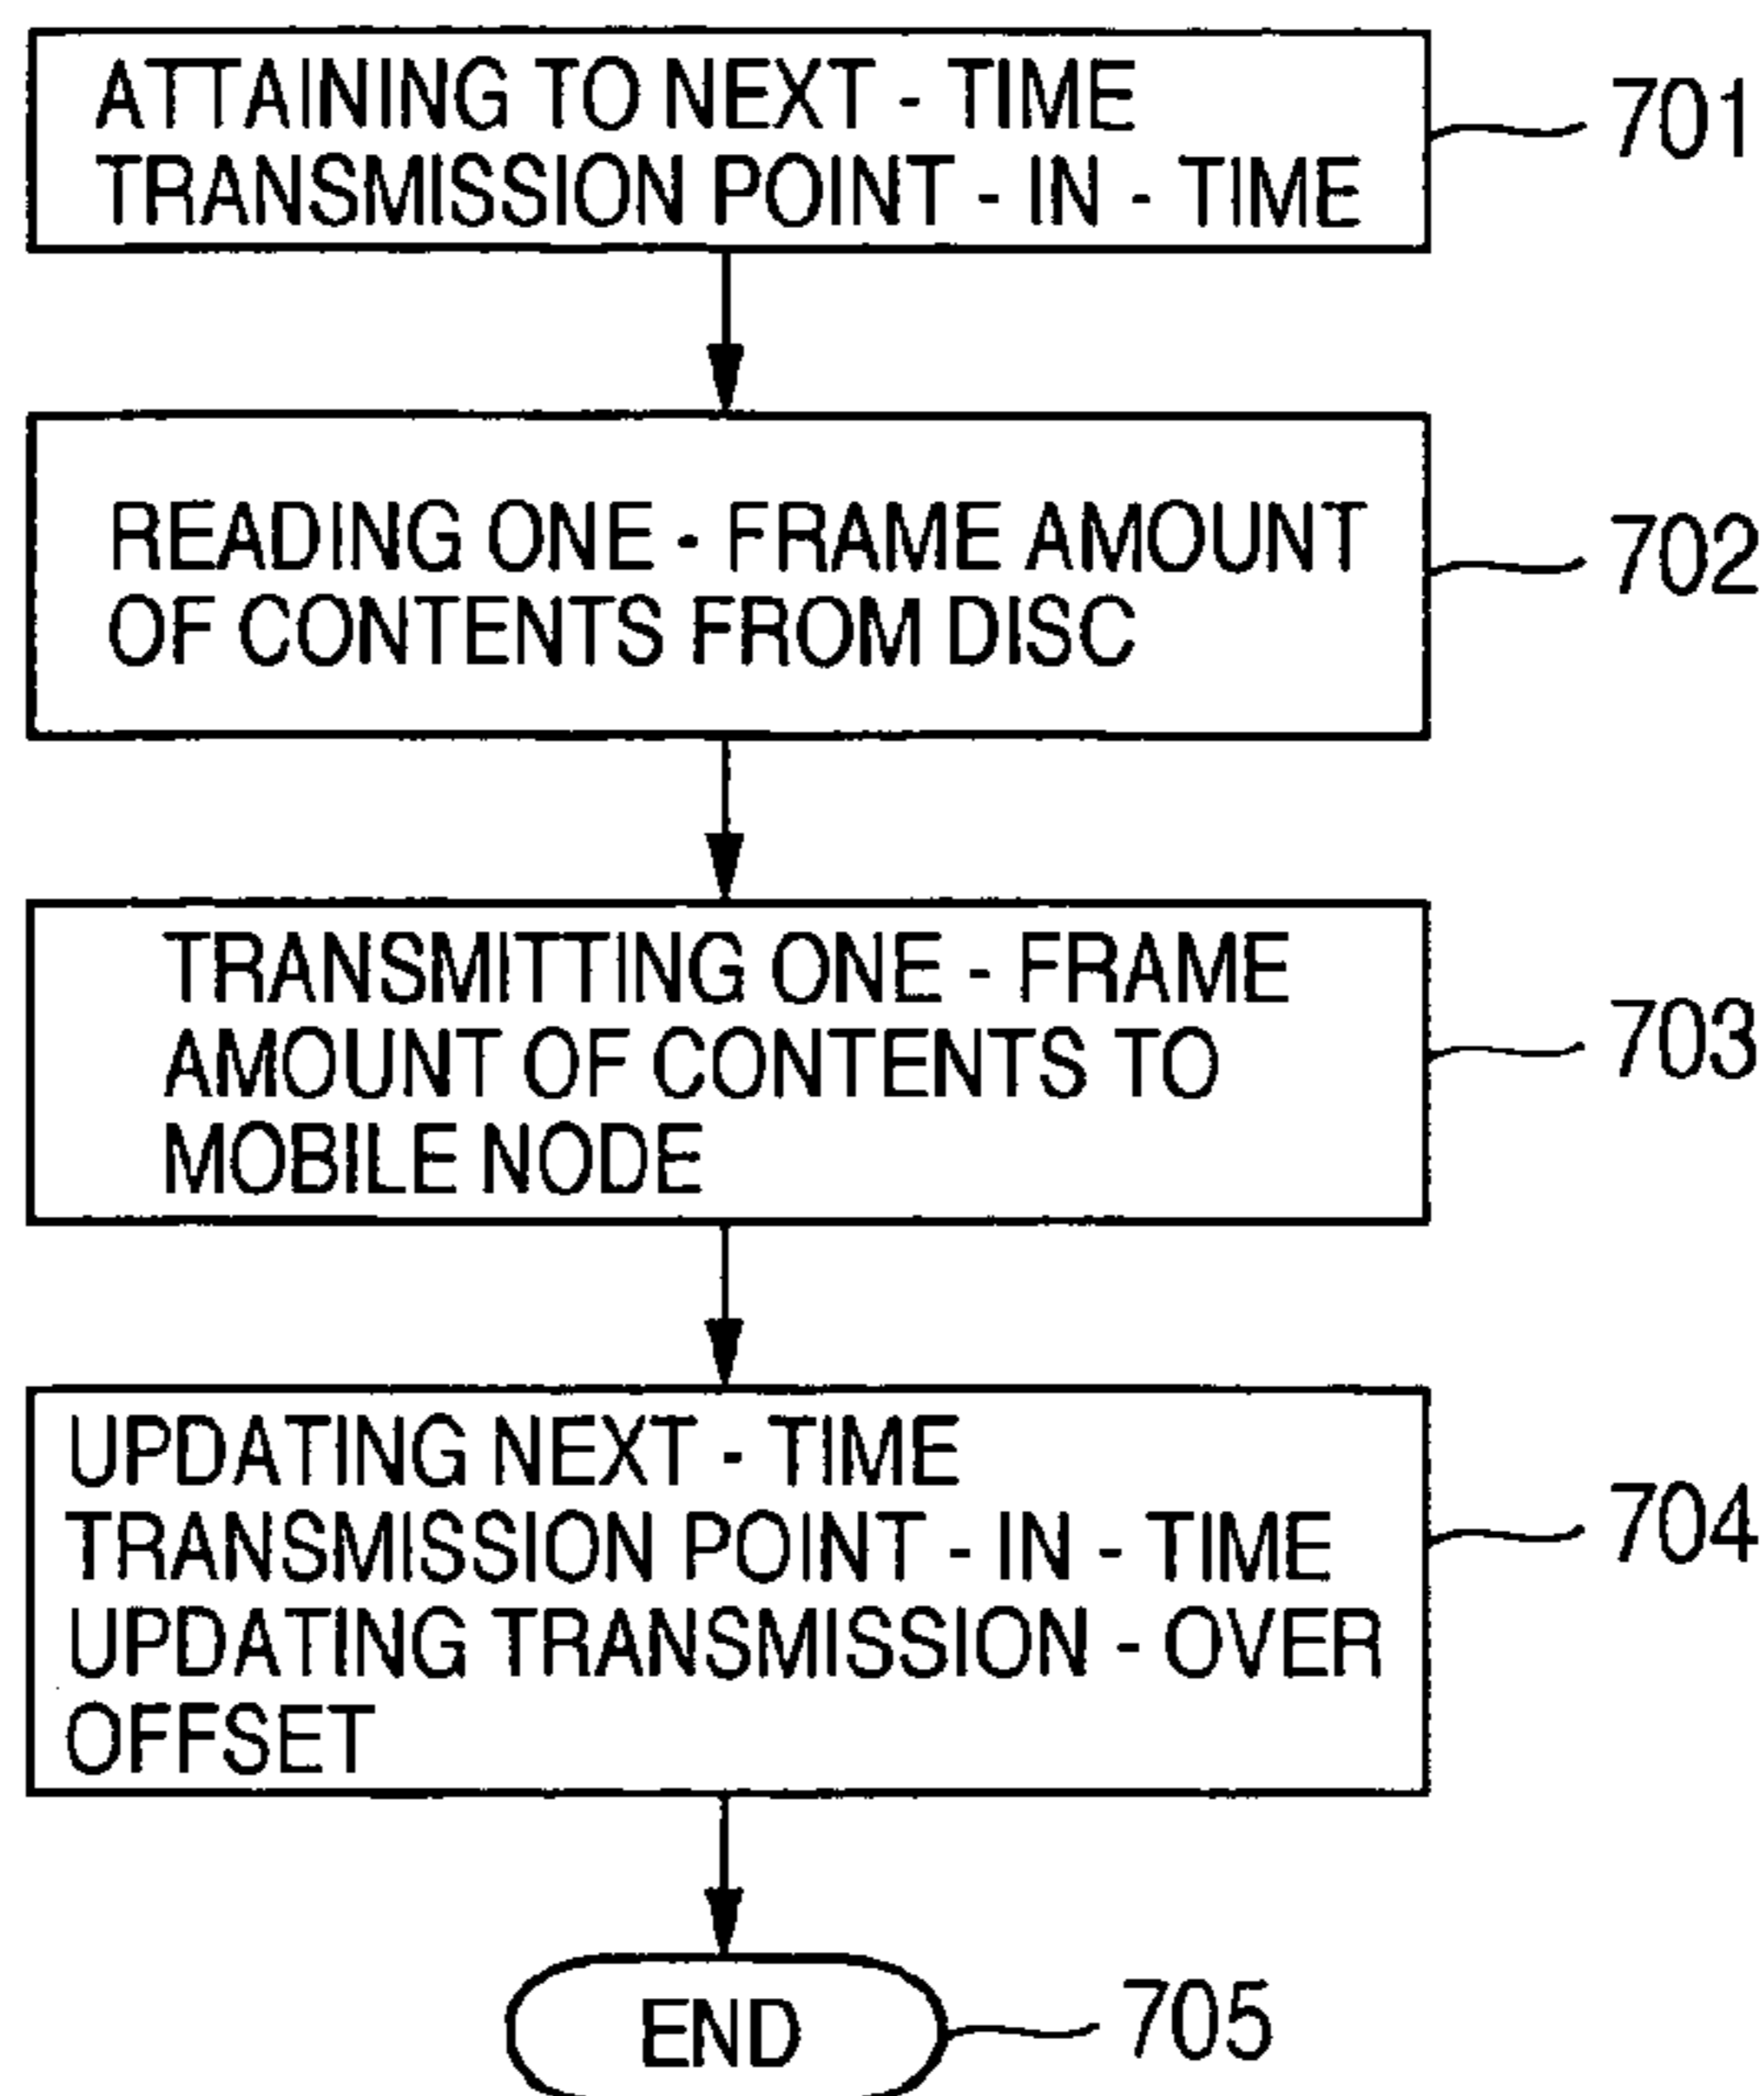 ATTAINING TO NEXT - TIME
TRANSMISSION POINT - IN - TIME
701
READING ONE - FRAME AMOUNT
OF CONTENTS FROM DISC
702
TRANSMITTING ONE - FRAME
AMOUNT OF CONTENTS TO
MOBILE NODE
703
UPDATING NEXT - TIME
TRANSMISSION POINT - IN - TIME
UPDATING TRANSMISSION - OVER
OFFSET
704
END
705